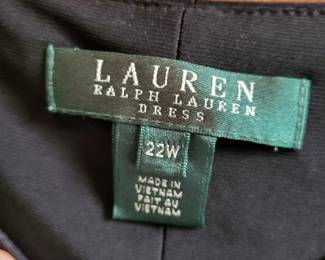 LAUREN
RALPH LAUREN
DRESS
22W
MADE IN
VIETNAM
FAIT AU
VIETNAM